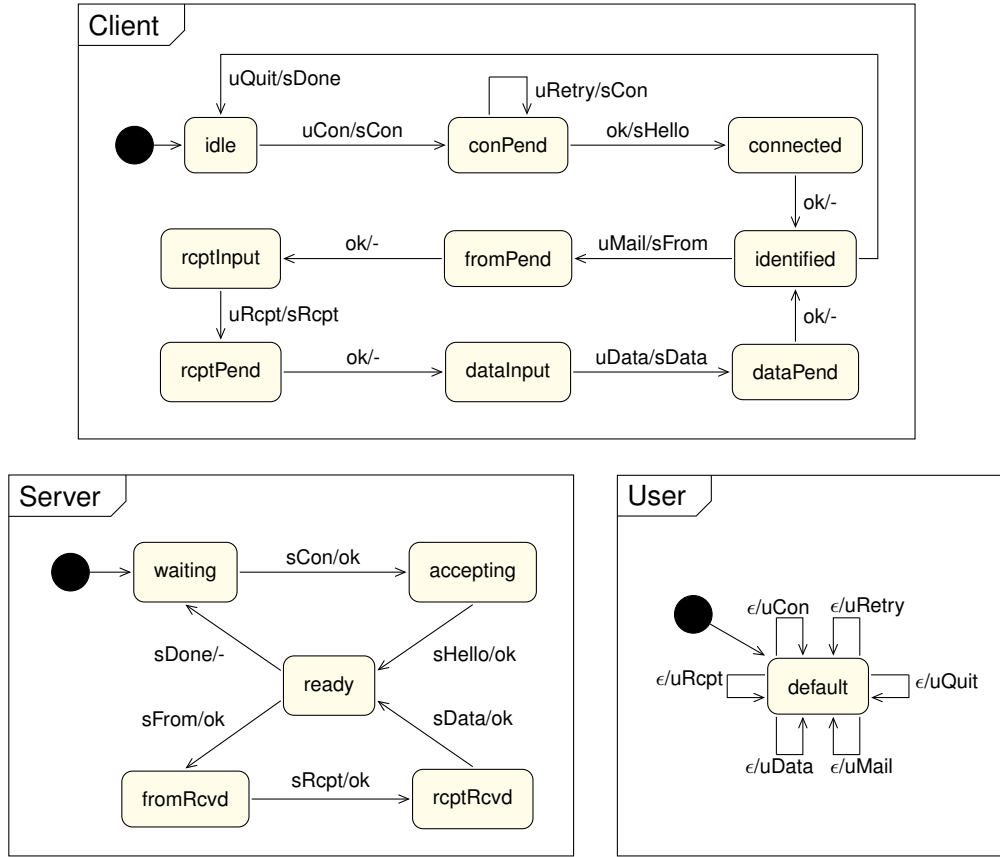 Client
uQuit/sDone
uRetry/sCon
idle
uCon/sCon
conPend
ok/sHello
connected
ok/-
rcptInput
ok/-
fromPend
uMail/sFrom
identified
uRcpt/sRcpt
ok/-
rcptPend
ok/-
dataInput
uData/sData
dataPend
Server
waiting
sCon/ok
accepting
sDone/-
sHello/ok
ready
sFrom/ok
sData/ok
fromRcvd
sRcpt/ok
rcptRcvd
User
ϵ/uCon
ϵ/uRetry
ϵ/uRcpt
default
ϵ/uQuit
ϵ/uData
ϵ/uMail